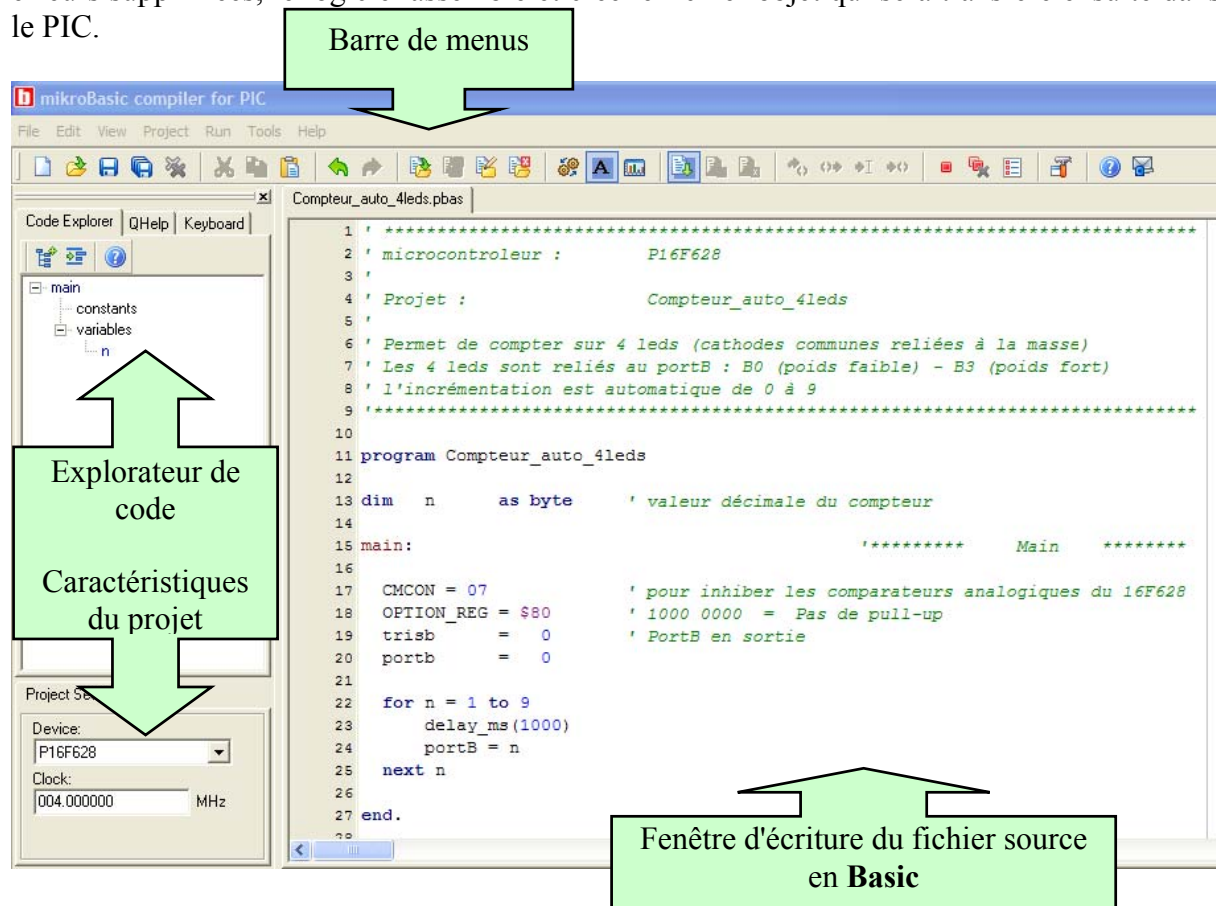 le PIC.
Barre de menus
mikroBasic compiler for PIC
File Edit View Project Run Tools Help
Compteur_auto_4leds.pbas
Code Explorer QHelp Keyboard
main
constants
variables
n
Explorateur de
code
Caractéristiques
du projet
Device:
P16F628
Clock:
004.000000 MHz
1 ' *****************************************************************************
2 ' microcontroleur : P16F628
3 '
4 ' Projet : Compteur_auto_4leds
5 '
6 ' Permet de compter sur 4 leds (cathodes communes reliées à la masse)
7 ' Les 4 leds sont reliés au portB : B0 (poids faible) - B3 (poids fort)
8 ' l'incrémentation est automatique de 0 à 9
9 '******************************************************************************
10
11 program Compteur_auto_4leds
12
13 dim n as byte ' valeur décimale du compteur
14
15 main: '********* Main ********
16
17 CMCON = 07 ' pour inhiber les comparateurs analogiques du 16F628
18 OPTION_REG = $80 ' 1000 0000 = Pas de pull-up
19 trisb = 0 ' PortB en sortie
20 portb = 0
21
22 for n = 1 to 9
23 delay_ms(1000)
24 portB = n
25 next n
26
27 end.
Fenêtre d'écriture du fichier source
en Basic